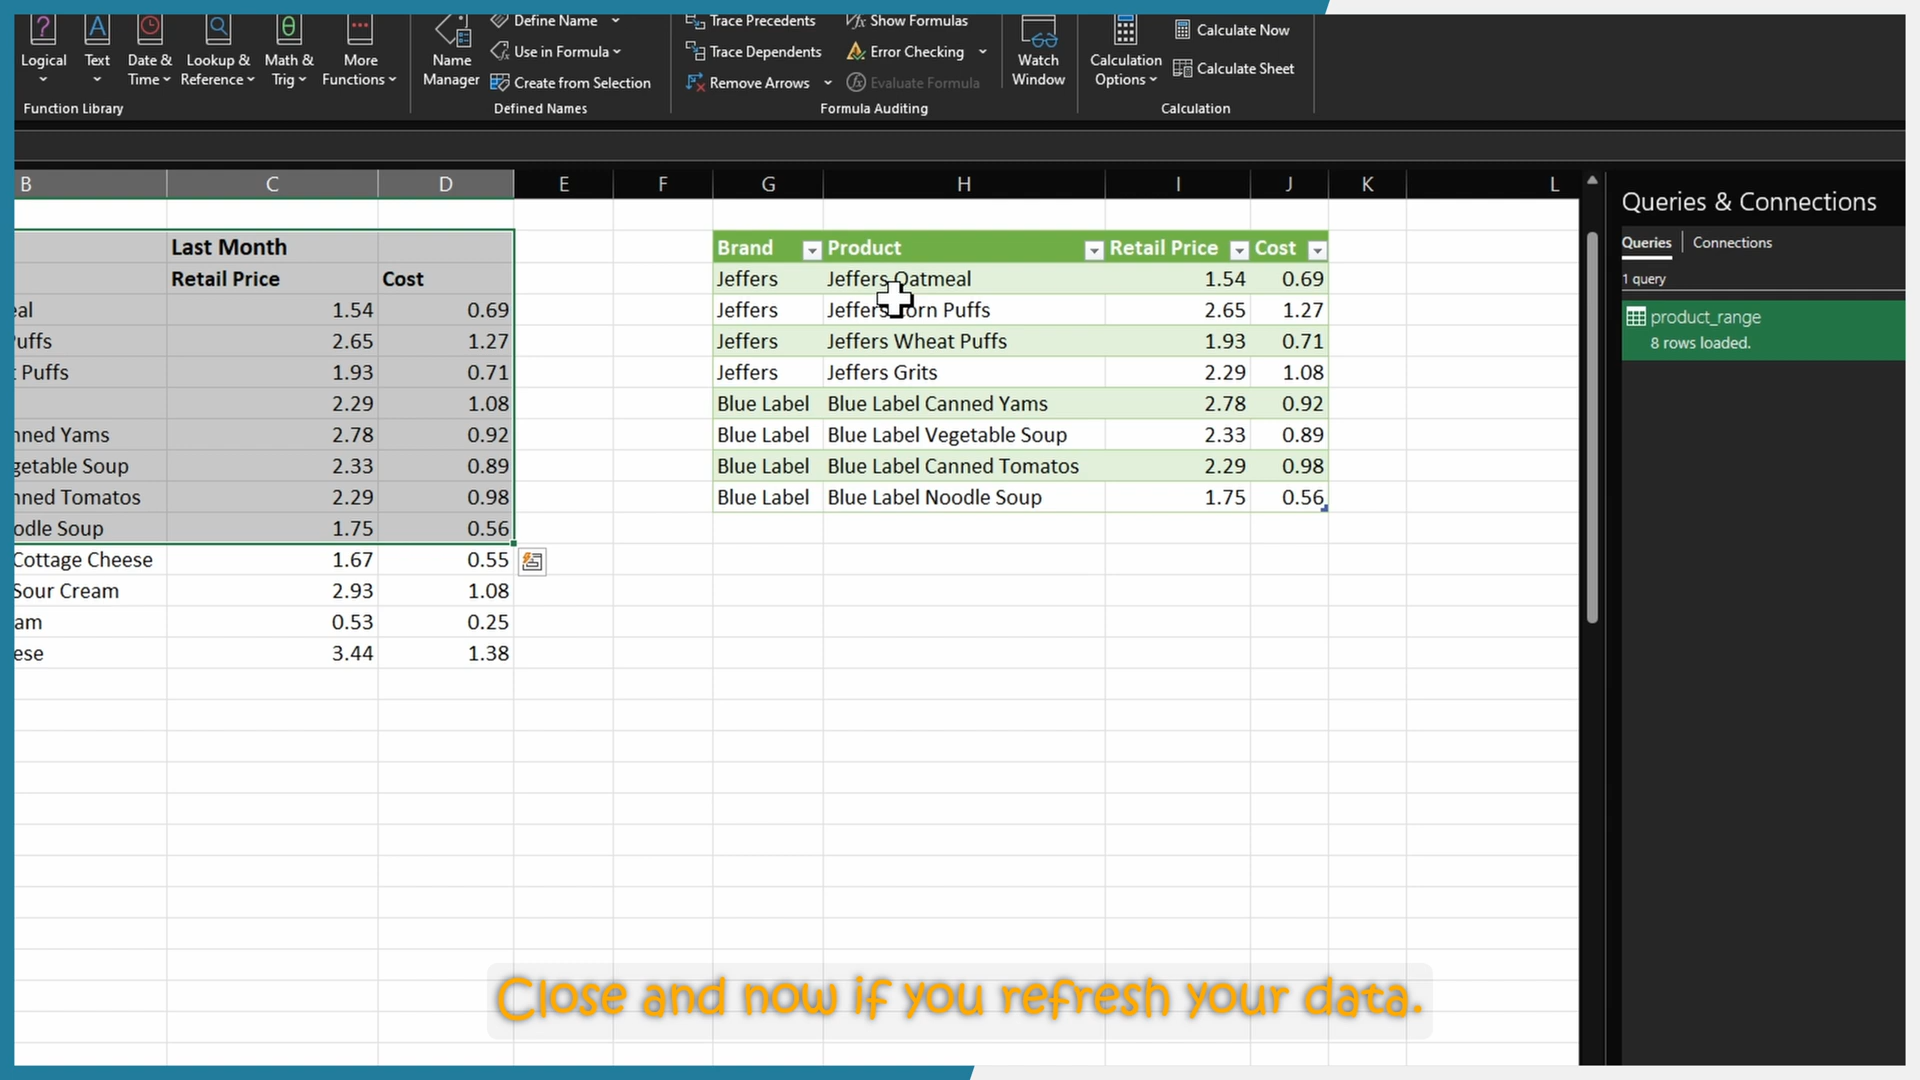 Logical Text Date & Time Lookup & Reference Math & Trig More Functions
Function Library
Name Manager
Define Name
Use in Formula
Create from Selection
Defined Names
Trace Precedents
Trace Dependents
Remove Arrows
Show Formulas
Error Checking
Evaluate Formula
Formula Auditing
Watch Window
Calculation Options
Calculate Now
Calculate Sheet
Calculation
B C D E F G H I J K L
Last Month
Retail Price Cost
eal 1.54 0.69
Puffs 2.65 1.27
t Puffs 1.93 0.71
2.29 1.08
nned Yams 2.78 0.92
getable Soup 2.33 0.89
nned Tomatos 2.29 0.98
odle Soup 1.75 0.56
Cottage Cheese 1.67 0.55
Sour Cream 2.93 1.08
am 0.53 0.25
ese 3.44 1.38
Brand Product Retail Price Cost
Jeffers Jeffers Oatmeal 1.54 0.69
Jeffers Jeffers Corn Puffs 2.65 1.27
Jeffers Jeffers Wheat Puffs 1.93 0.71
Jeffers Jeffers Grits 2.29 1.08
Blue Label Blue Label Canned Yams 2.78 0.92
Blue Label Blue Label Vegetable Soup 2.33 0.89
Blue Label Blue Label Canned Tomatos 2.29 0.98
Blue Label Blue Label Noodle Soup 1.75 0.56
Queries & Connections
Queries Connections
1 query
product_range
8 rows loaded.
Close and now if you refresh your data.